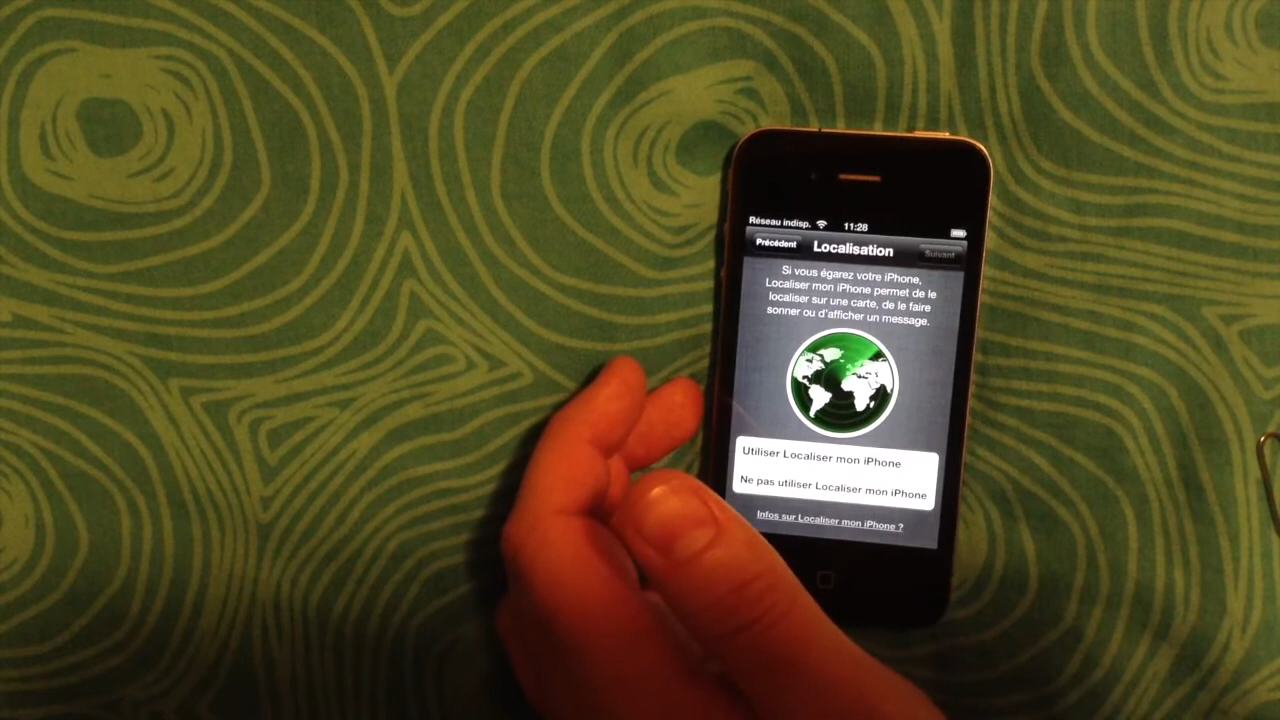 Réseau indisp. 11:28
Précédent Localisation Suivant
Si vous égarez votre iPhone,
Localiser mon iPhone permet de le
localiser sur une carte, de le faire
sonner ou d'afficher un message.
Utiliser Localiser mon iPhone
Ne pas utiliser Localiser mon iPhone
Infos sur Localiser mon iPhone ?